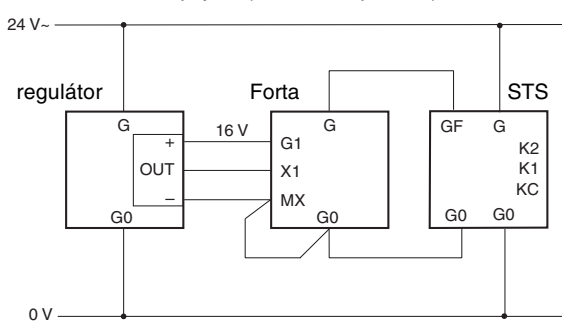 24 V~
regulátor
Forta
STS
G
+
OUT
–
G0
16 V
G
G1
X1
MX
G0
GF G
K2
K1
KC
G0 G0
0 V